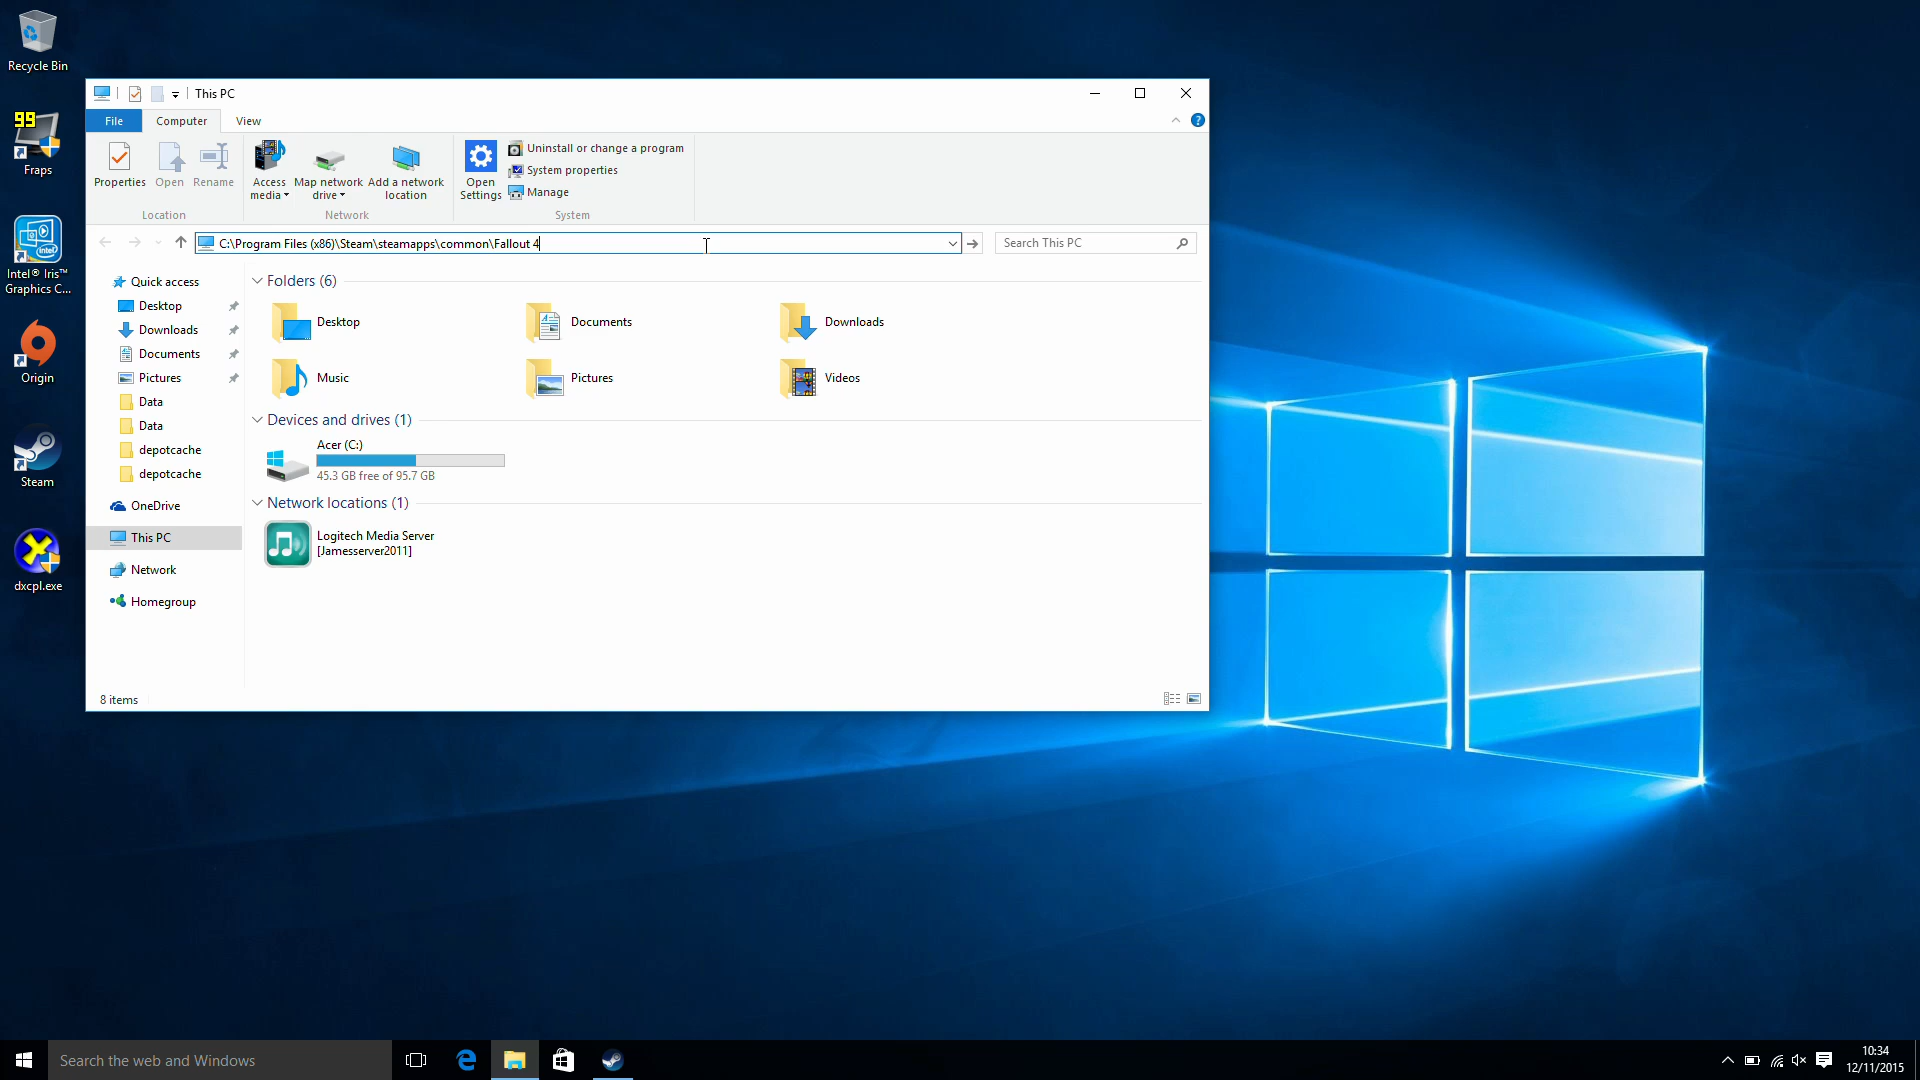 Recycle Bin
99
Fraps
intel
Intel® Iris™
Graphics C...
Origin
Steam
dxcpl.exe
This PC
File
Computer
View
?
Properties
Open
Rename
Location
Access
media
Map network
drive
Add a network
location
Network
Open
Settings
Uninstall or change a program
System properties
Manage
System
C:\Program Files (x86)\Steam\steamapps\common\Fallout 4
Search This PC
Quick access
Desktop
Downloads
Documents
Pictures
Data
Data
depotcache
depotcache
OneDrive
This PC
Network
Homegroup
Folders (6)
Desktop
Documents
Downloads
Music
Pictures
Videos
Devices and drives (1)
Acer (C:)
45.3 GB free of 95.7 GB
Network locations (1)
Logitech Media Server
[Jamesserver2011]
8 items
Search the web and Windows
10:34
12/11/2015